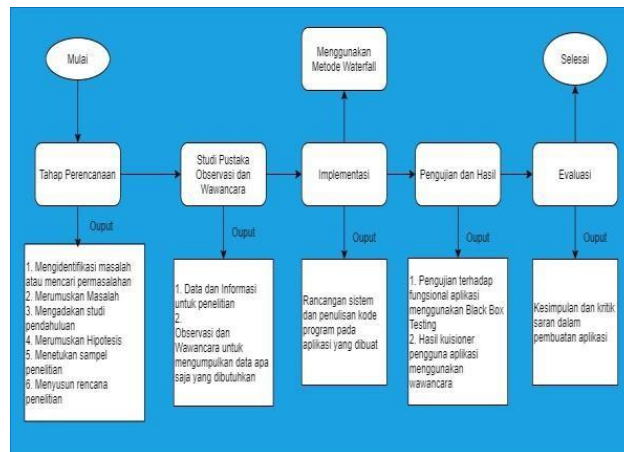 Mulai
Menggunakan
Metode Waterfall
Selesai
Tahap Perencanaan
Studi Pustaka
Observasi dan
Wawancara
Implementasi
Pengujian dan Hasil
Evaluasi
Ouput
Ouput
Ouput
Ouput
Ouput
1. Mengidentifikasi masalah
atau mencari permasalahan
2. Merumuskan Masalah
3. Mengadakan studi
pendahuluan
4. Merumuskan Hipotesis
5. Menetukan sampel
penelitian
6. Menyusun rencana
penelitian
1. Data dan Informasi
untuk penelitian
2.
Observasi dan
Wawancara untuk
mengumpulkan data apa
saja yang dibutuhkan
Rancangan sistem
dan penulisan kode
program pada
aplikasi yang dibuat
1. Pengujian terhadap
fungsional aplikasi
menggunakan Black Box
Testing
2. Hasil kuisioner
pengguna aplikasi
menggunakan
wawancara
Kesimpulan dan kritik
saran dalam
pembuatan aplikasi